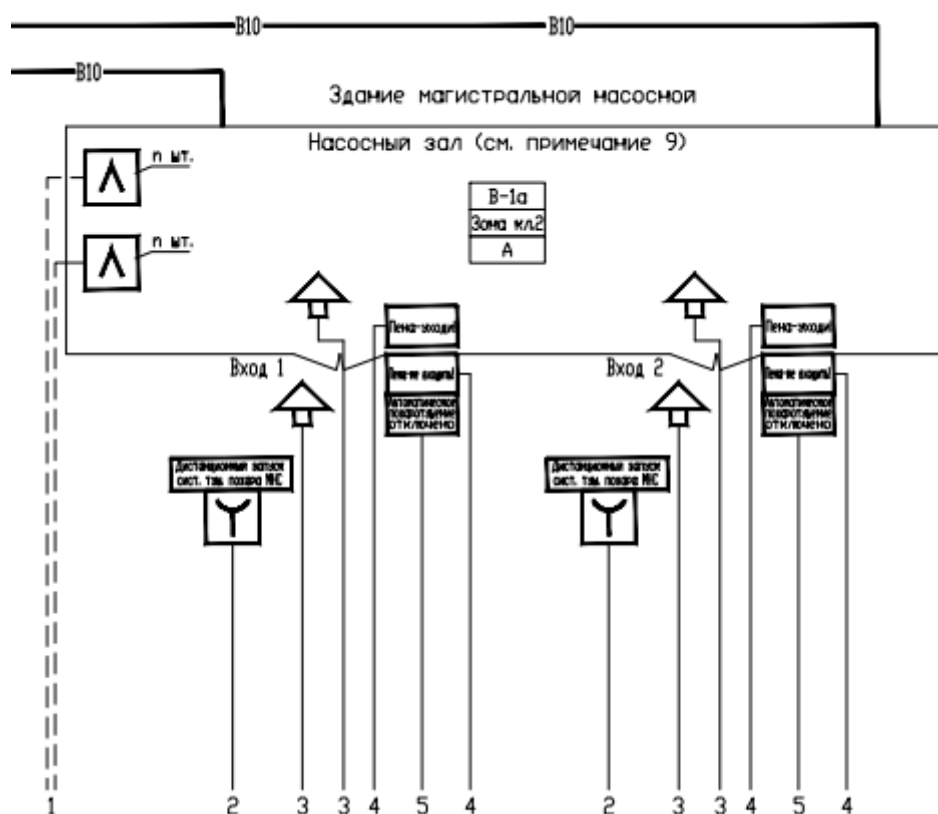 В10
В10
В10
Здание магистральной насосной
Насосный зал (см. примечание 9)
п шт.
п шт.
В-1а
Зона кл.2
А
Пена-уходи!
Пена-уходи!
Вход 1
Пена-не входить!
Вход 2
Пена-не входить!
Автоматическое
пожаротушение
отключено
Автоматическое
пожаротушение
отключено
Дистанционный запуск
сист. туш. пожара МНС
Дистанционный запуск
сист. туш. пожара МНС
1 2 3 3 4 5 4 2 3 3 4 5 4